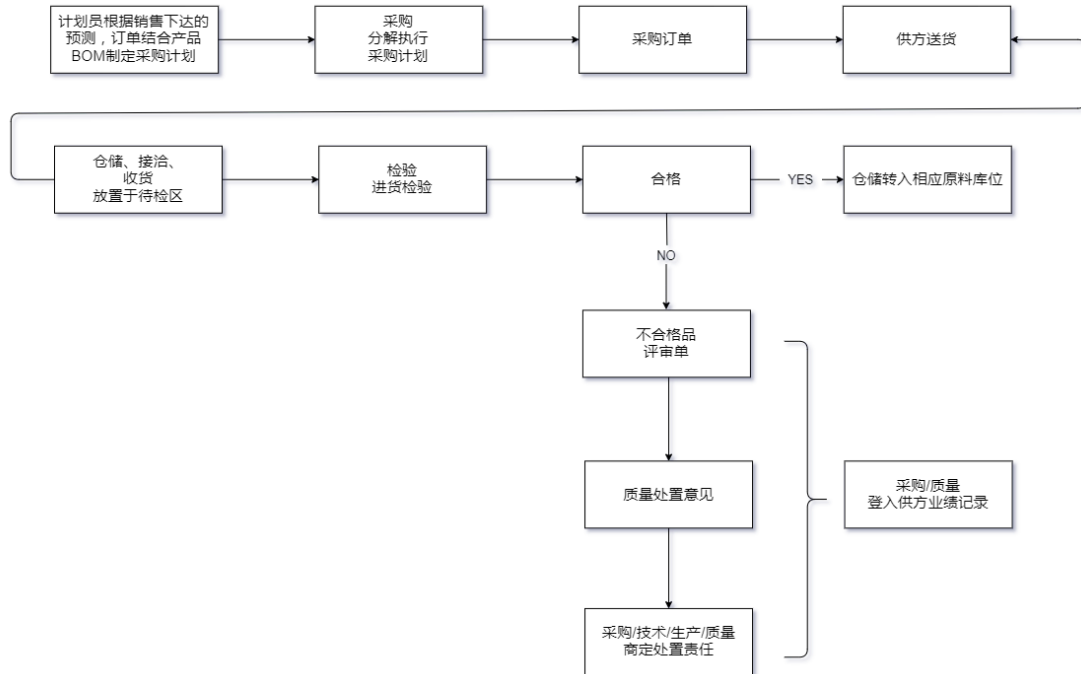 计划员根据销售下达的
预测，订单结合产品
BOM制定采购计划
采购
分解执行
采购计划
采购订单
供方送货
仓储、接洽、
收货
放置于待检区
检验
进货检验
合格
YES
仓储转入相应原料库位
NO
不合格品
评审单
质量处置意见
采购/质量
登入供方业绩记录
采购/技术/生产/质量
商定处置责任